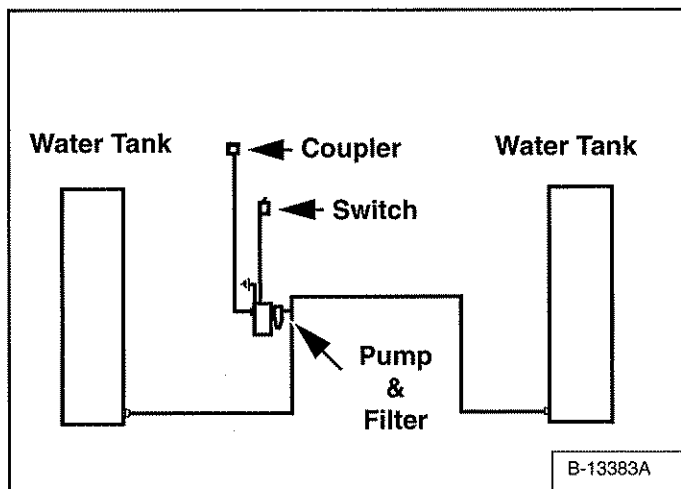 Water Tank
Coupler
Water Tank
Switch
Pump
&
Filter
B-13383A